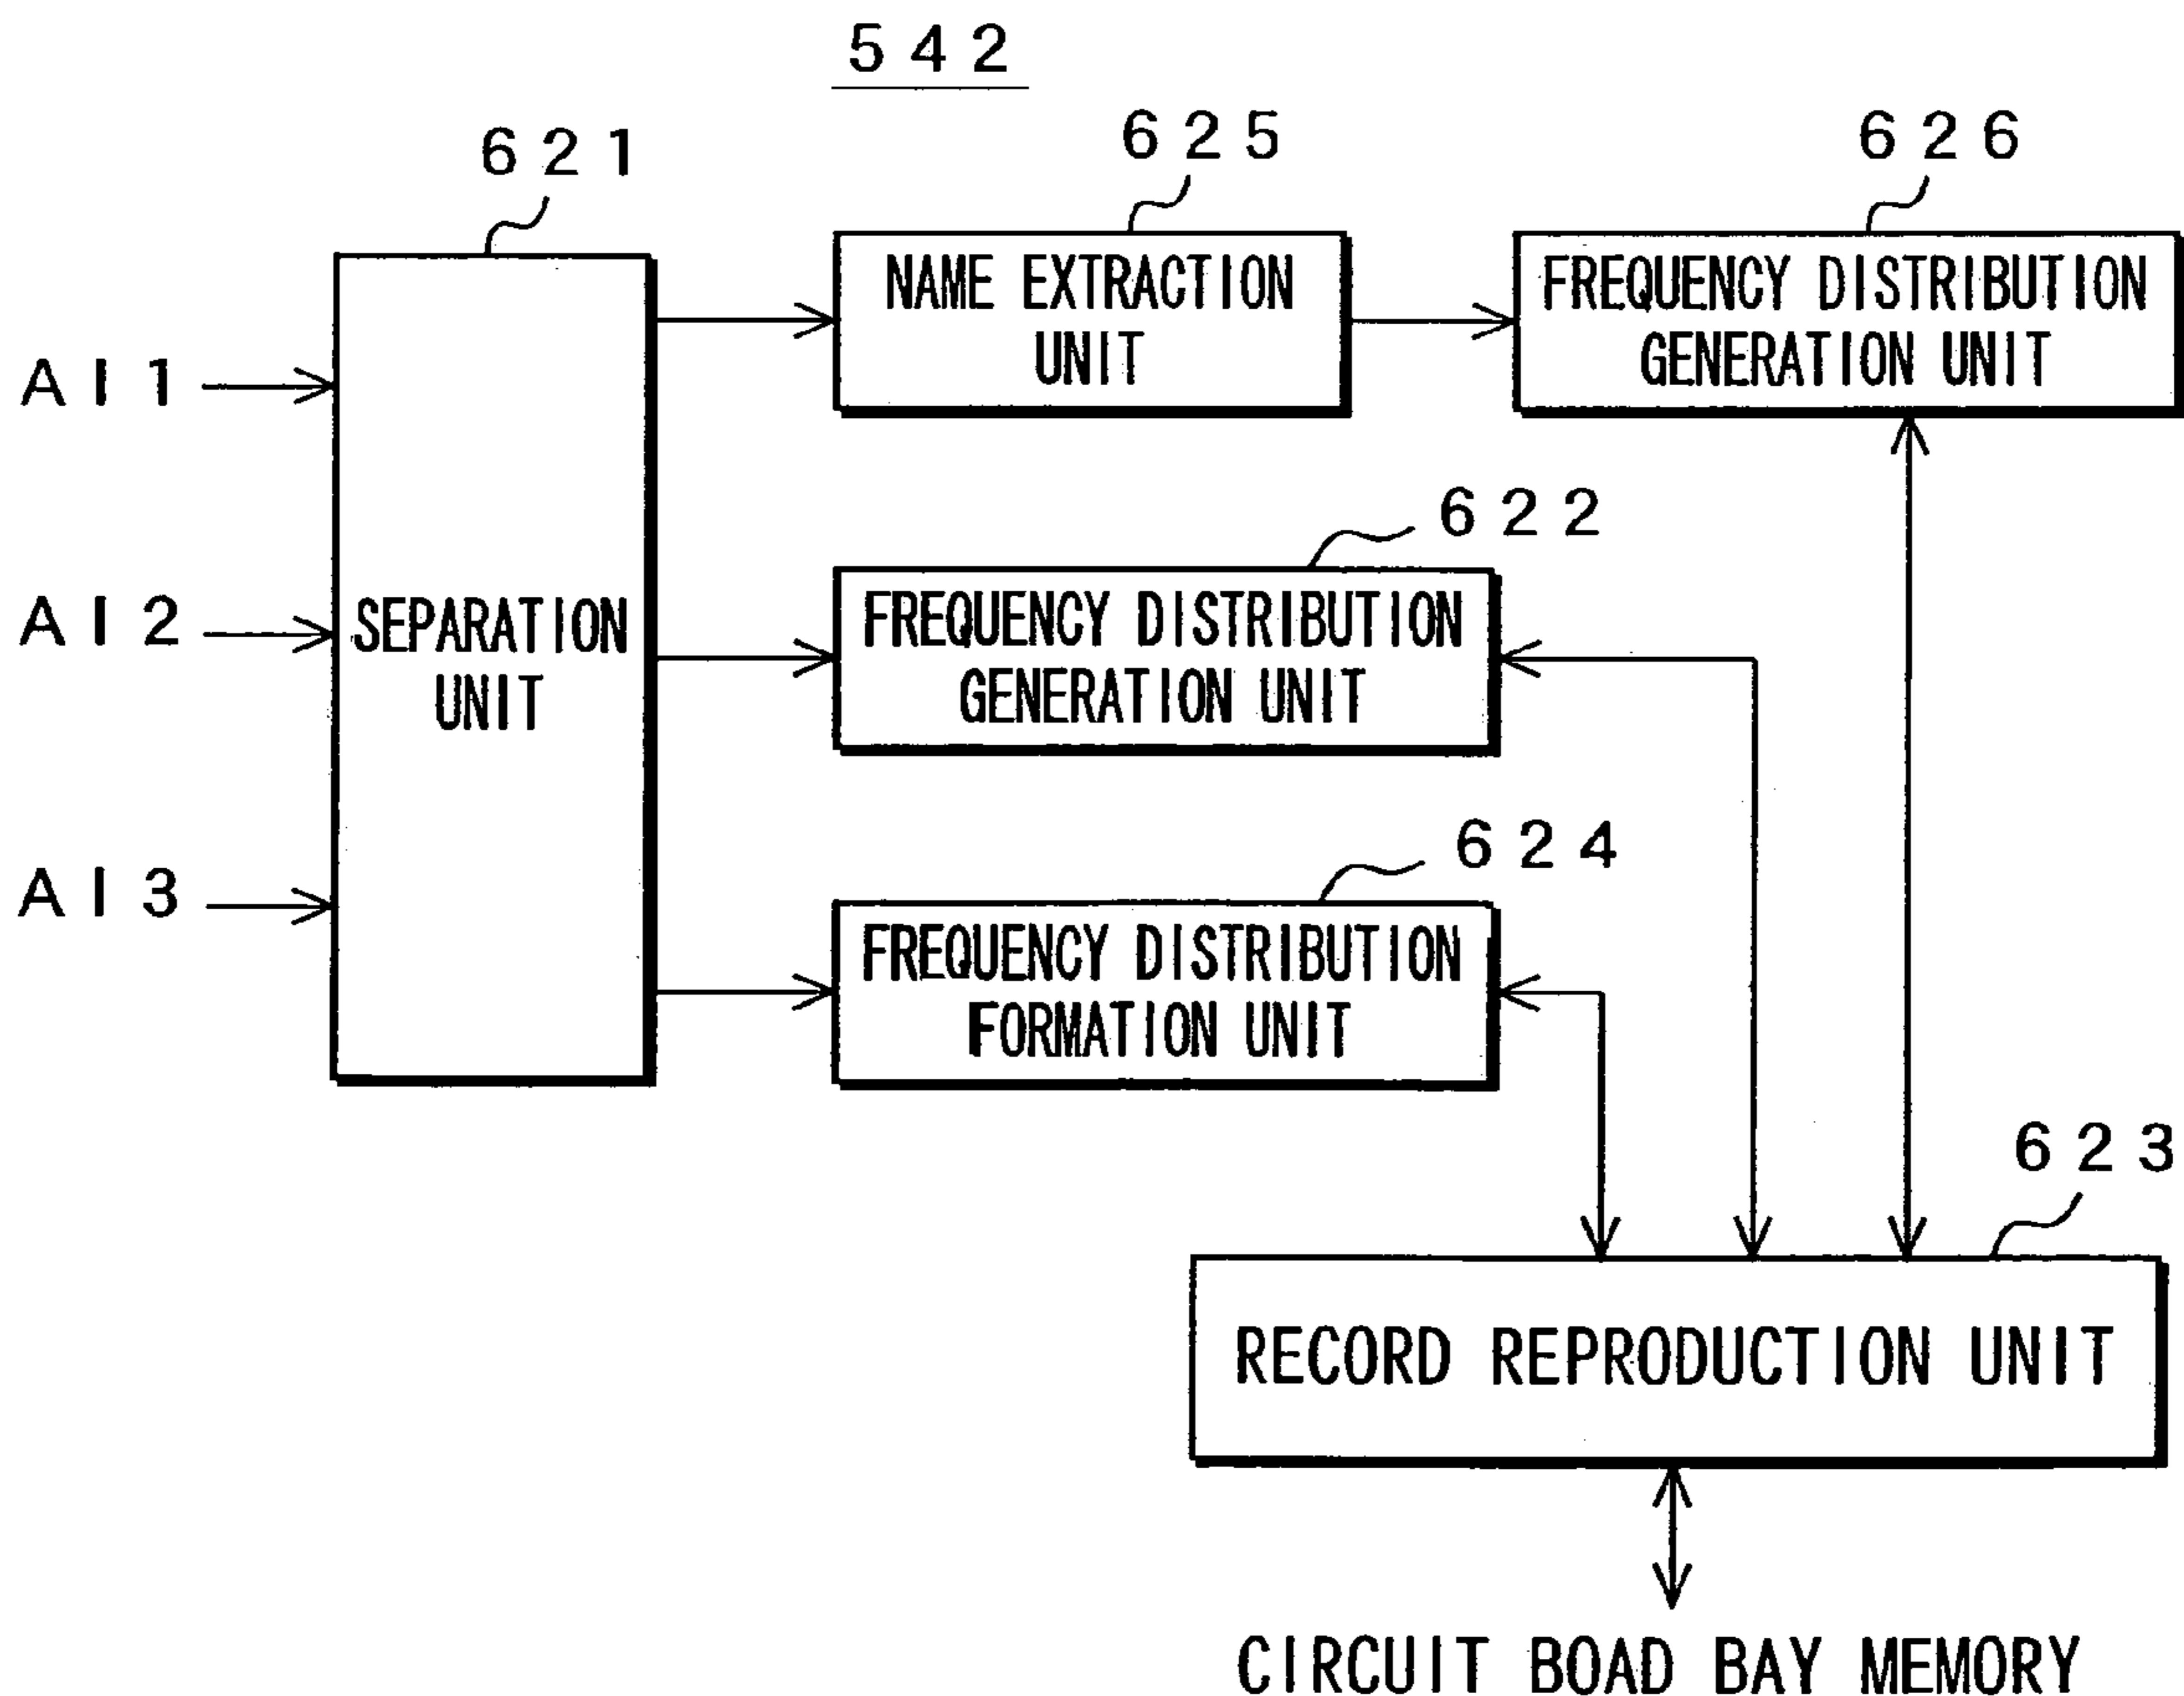 542
621
625
626
NAME EXTRACTION
UNIT
FREQUENCY DISTRIBUTION
GENERATION UNIT
AI1
AI2
AI3
SEPARATION
UNIT
622
FREQUENCY DISTRIBUTION
GENERATION UNIT
624
FREQUENCY DISTRIBUTION
FORMATION UNIT
623
RECORD REPRODUCTION UNIT
CIRCUIT BOAD BAY MEMORY